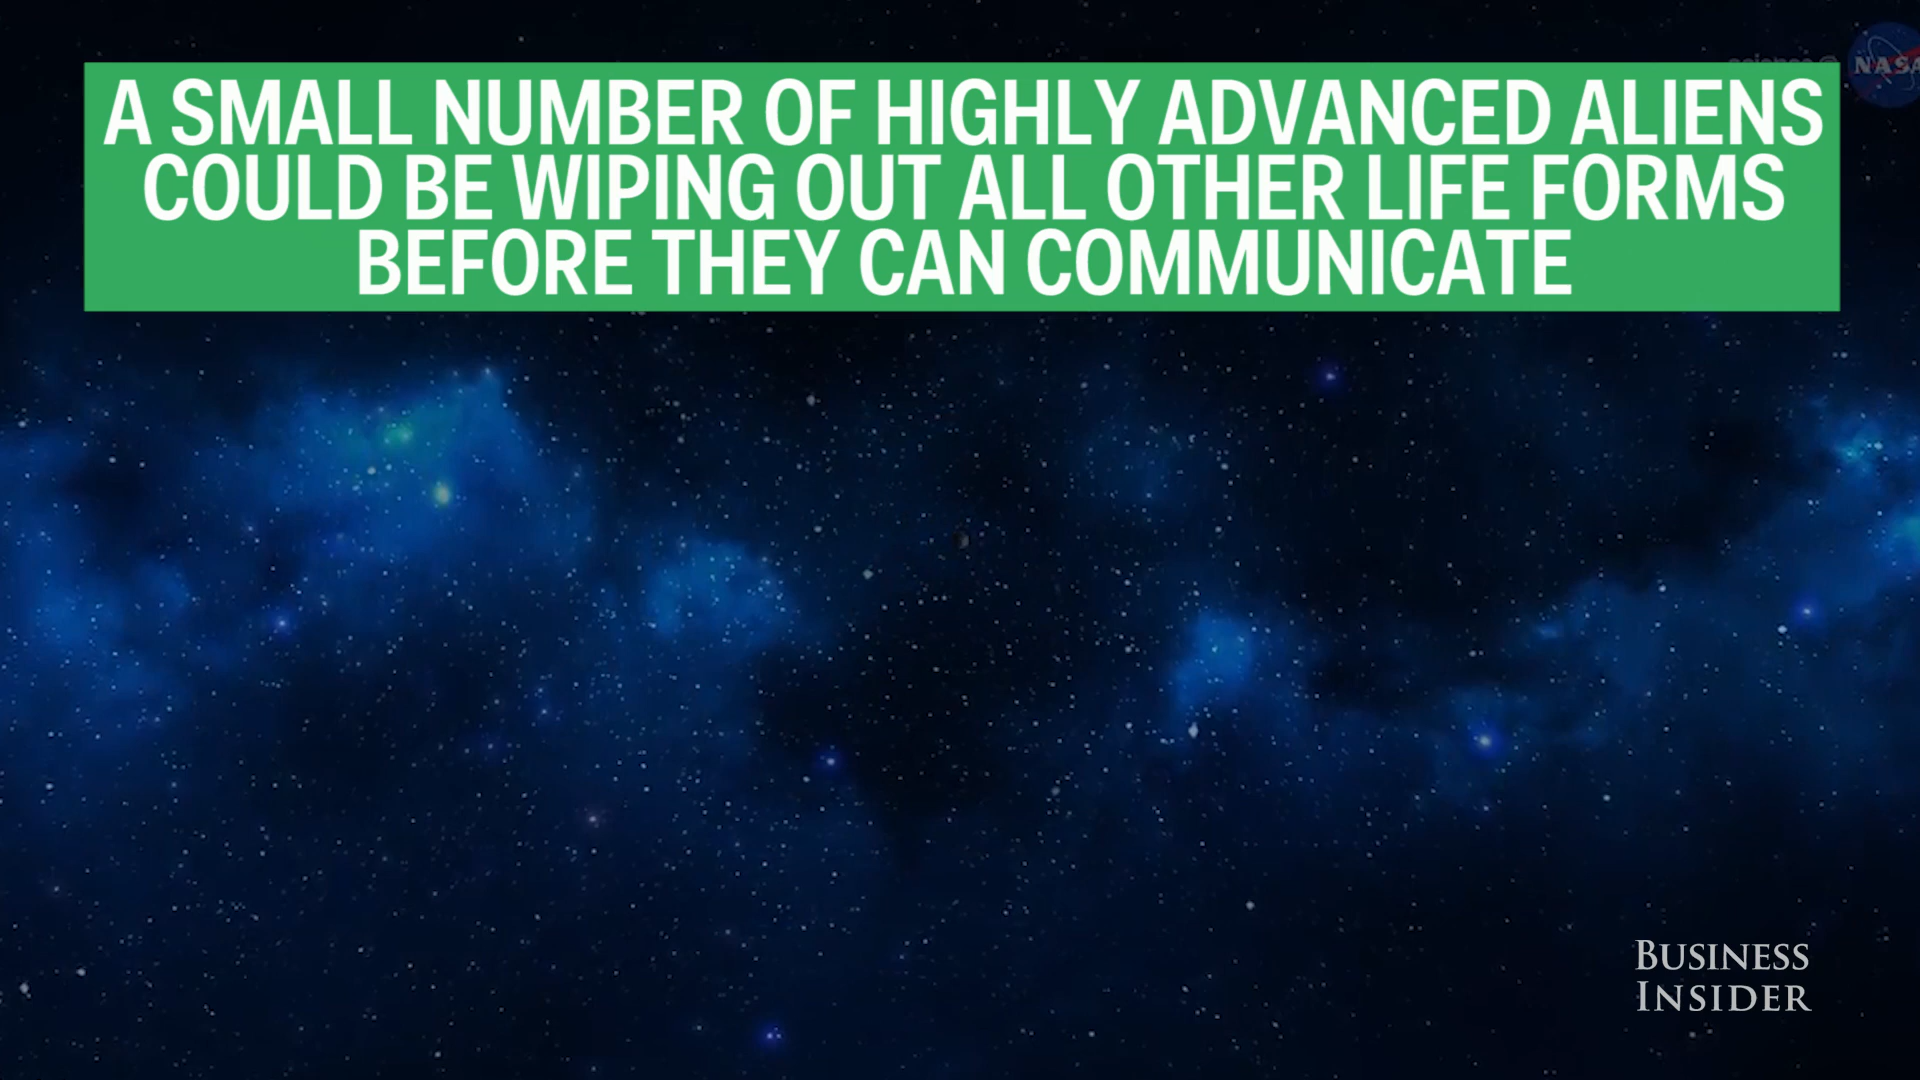 A SMALL NUMBER OF HIGHLY ADVANCED ALIENS
COULD BE WIPING OUT ALL OTHER LIFE FORMS
BEFORE THEY CAN COMMUNICATE
NASA
BUSINESS
INSIDER